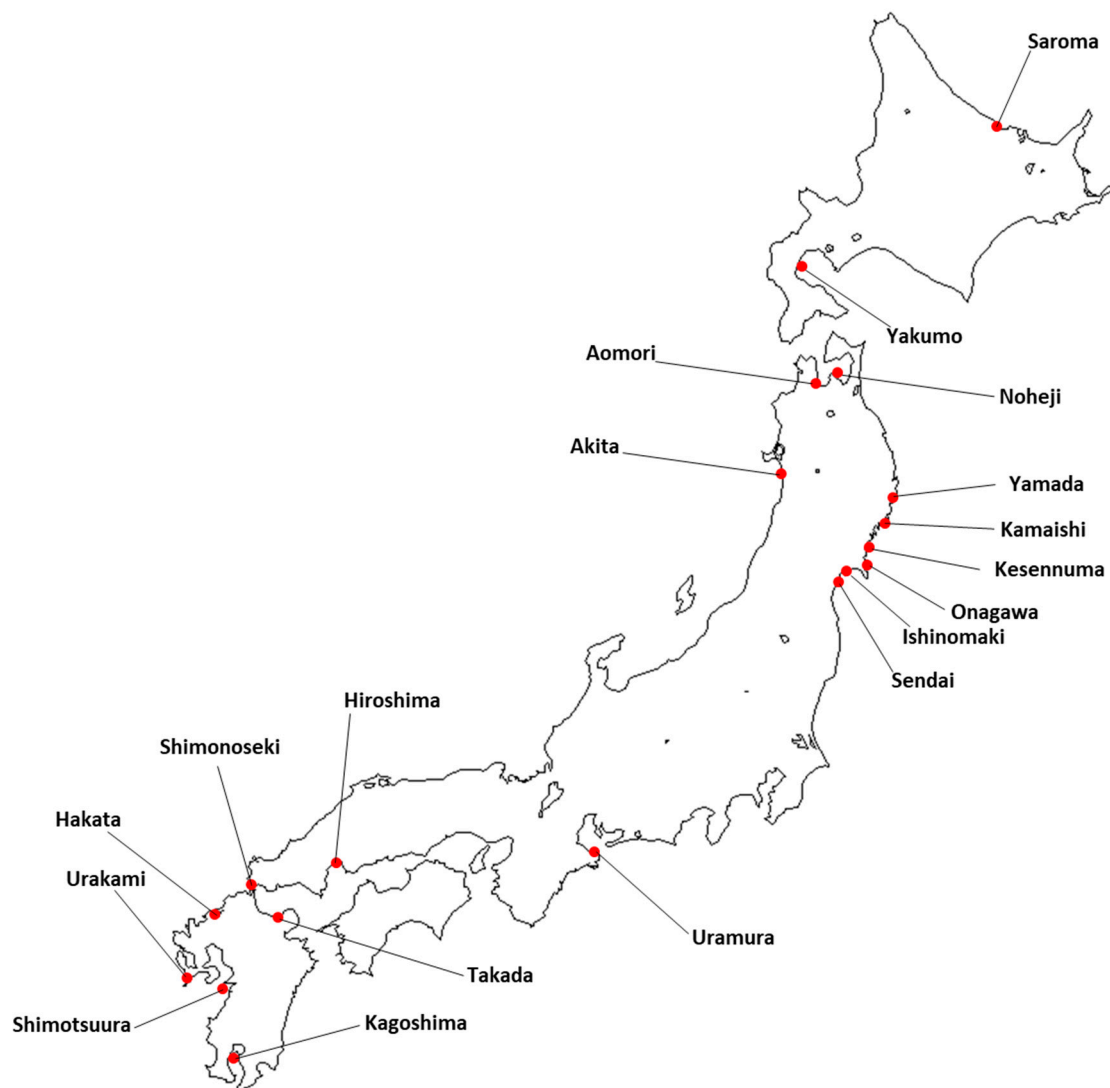 Saroma
Yakumo
Aomori
Noheji
Akita
Yamada
Kamaishi
Kesennuma
Onagawa
Ishinomaki
Sendai
Hiroshima
Shimonoseki
Hakata
Urakami
Uramura
Takada
Shimotsuura
Kagoshima